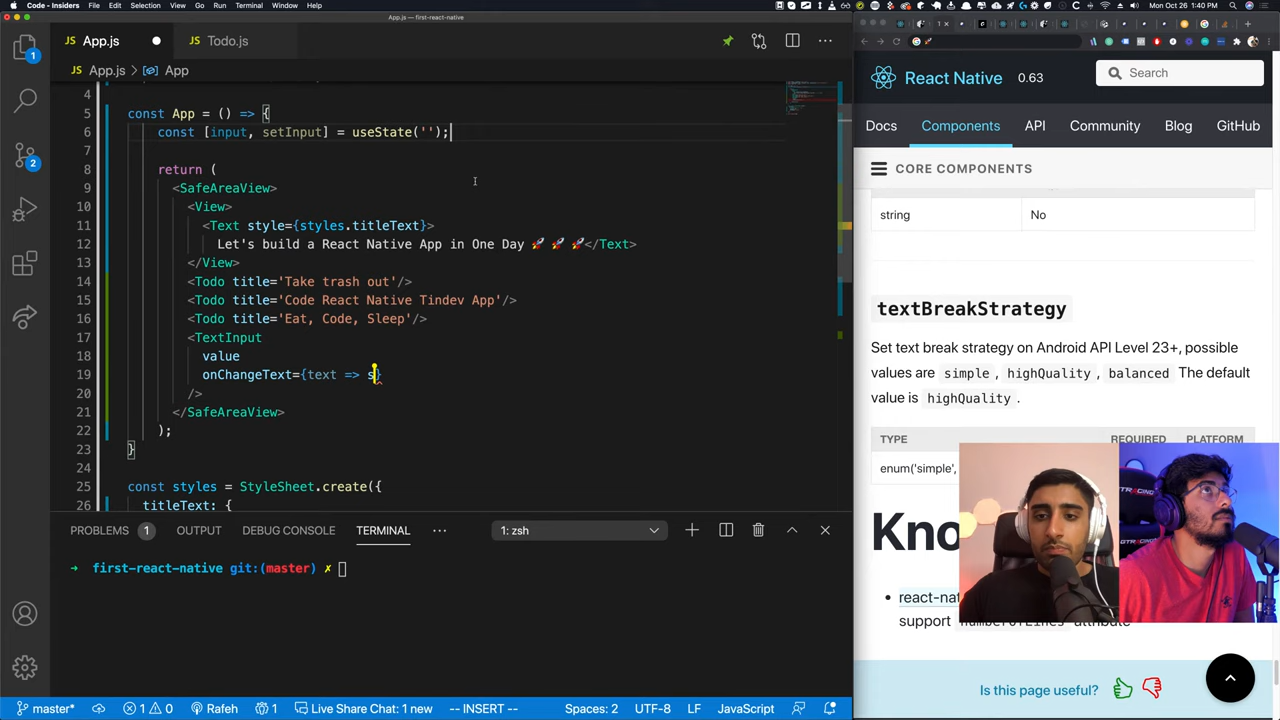 Code - Insiders File Edit Selection View Go Run Terminal Window Help
Mon Oct 26 1:40 PM
App.js — first-react-native
App.js
Todo.js
App.js > App
4
5 const App = () => {
6 const [input, setInput] = useState('');
7
8 return (
9 <SafeAreaView>
10 <View>
11 <Text style={styles.titleText}>
12 Let's build a React Native App in One Day 🚀 🚀 🚀</Text>
13 </View>
14 <Todo title='Take trash out'/>
15 <Todo title='Code React Native Tindev App'/>
16 <Todo title='Eat, Code, Sleep'/>
17 <TextInput
18 value
19 onChangeText={text => s}
20 />
21 </SafeAreaView>
22 );
23 }
24
25 const styles = StyleSheet.create({
26 titleText: {
1
2
PROBLEMS 1 OUTPUT DEBUG CONSOLE TERMINAL ··· 1: zsh
→ first-react-native git:(master) ✗
master* 1 0 Rafeh 1 Live Share Chat: 1 new -- INSERT -- Spaces: 2 UTF-8 LF JavaScript
React Native 0.63 Search
Docs Components API Community Blog GitHub
CORE COMPONENTS
string No
textBreakStrategy
Set text break strategy on Android API Level 23+, possible
values are simple, highQuality, balanced The default
value is highQuality.
TYPE REQUIRED PLATFORM
enum('simple',
Kno
• react-nat
support
attribute
GTRACING
Is this page useful?